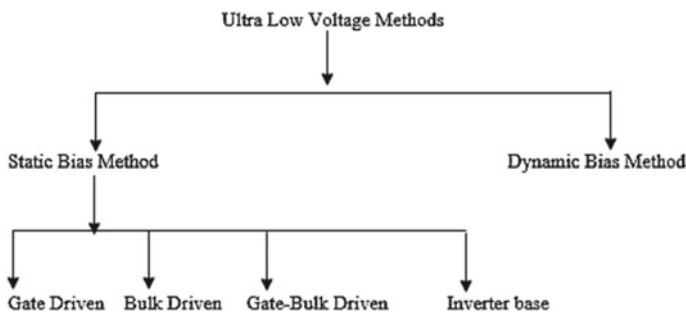 Ultra Low Voltage Methods
Static Bias Method
Dynamic Bias Method
Gate Driven
Bulk Driven
Gate-Bulk Driven
Inverter base